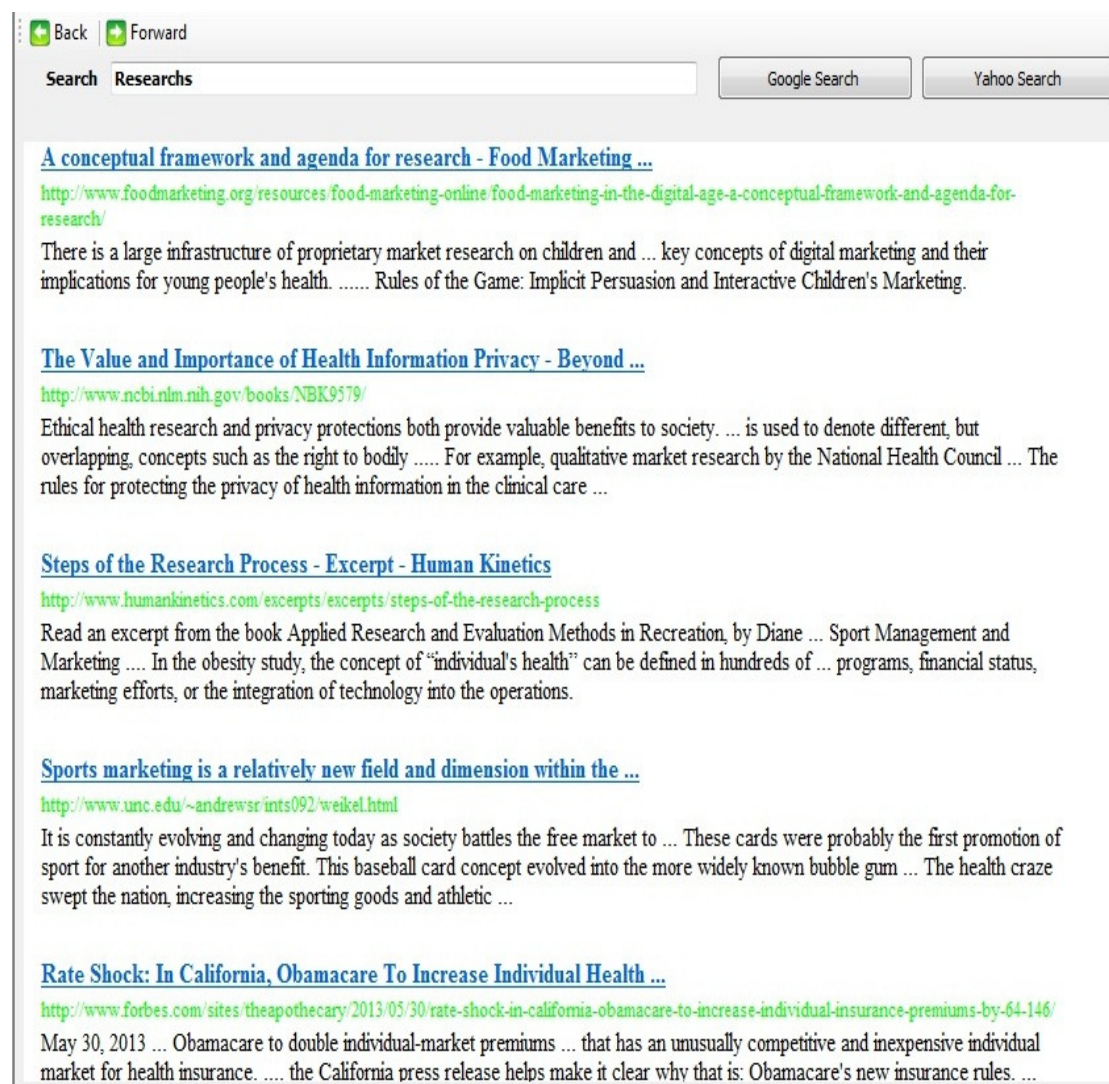 Back Forward
Search Researchs Google Search Yahoo Search
A conceptual framework and agenda for research - Food Marketing ...
http://www.foodmarketing.org/resources/food-marketing-online/food-marketing-in-the-digital-age-a-conceptual-framework-and-agenda-for-
research/
There is a large infrastructure of proprietary market research on children and ... key concepts of digital marketing and their
implications for young people's health. ...... Rules of the Game: Implicit Persuasion and Interactive Children's Marketing.
The Value and Importance of Health Information Privacy - Beyond ...
http://www.ncbi.nlm.nih.gov/books/NBK9579/
Ethical health research and privacy protections both provide valuable benefits to society. ... is used to denote different, but
overlapping, concepts such as the right to bodily ..... For example, qualitative market research by the National Health Council ... The
rules for protecting the privacy of health information in the clinical care ...
Steps of the Research Process - Excerpt - Human Kinetics
http://www.humankinetics.com/excerpts/excerpts/steps-of-the-research-process
Read an excerpt from the book Applied Research and Evaluation Methods in Recreation, by Diane ... Sport Management and
Marketing .... In the obesity study, the concept of “individual's health” can be defined in hundreds of ... programs, financial status,
marketing efforts, or the integration of technology into the operations.
Sports marketing is a relatively new field and dimension within the ...
http://www.unc.edu/~andrewsr/ints092/weikel.html
It is constantly evolving and changing today as society battles the free market to ... These cards were probably the first promotion of
sport for another industry's benefit. This baseball card concept evolved into the more widely known bubble gum ... The health craze
swept the nation, increasing the sporting goods and athletic ...
Rate Shock: In California, Obamacare To Increase Individual Health ...
http://www.forbes.com/sites/theapothecary/2013/05/30/rate-shock-in-california-obamacare-to-increase-individual-insurance-premiums-by-64-146/
May 30, 2013 ... Obamacare to double individual-market premiums ... that has an unusually competitive and inexpensive individual
market for health insurance. .... the California press release helps make it clear why that is: Obamacare's new insurance rules. ...